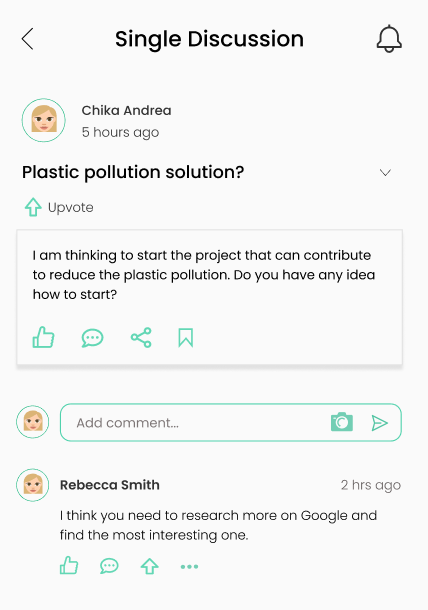 Single Discussion
Chika Andrea
5 hours ago
Plastic pollution solution?
Upvote
I am thinking to start the project that can contribute
to reduce the plastic pollution. Do you have any idea
how to start?
Add comment...
Rebecca Smith
2 hrs ago
I think you need to research more on Google and
find the most interesting one.